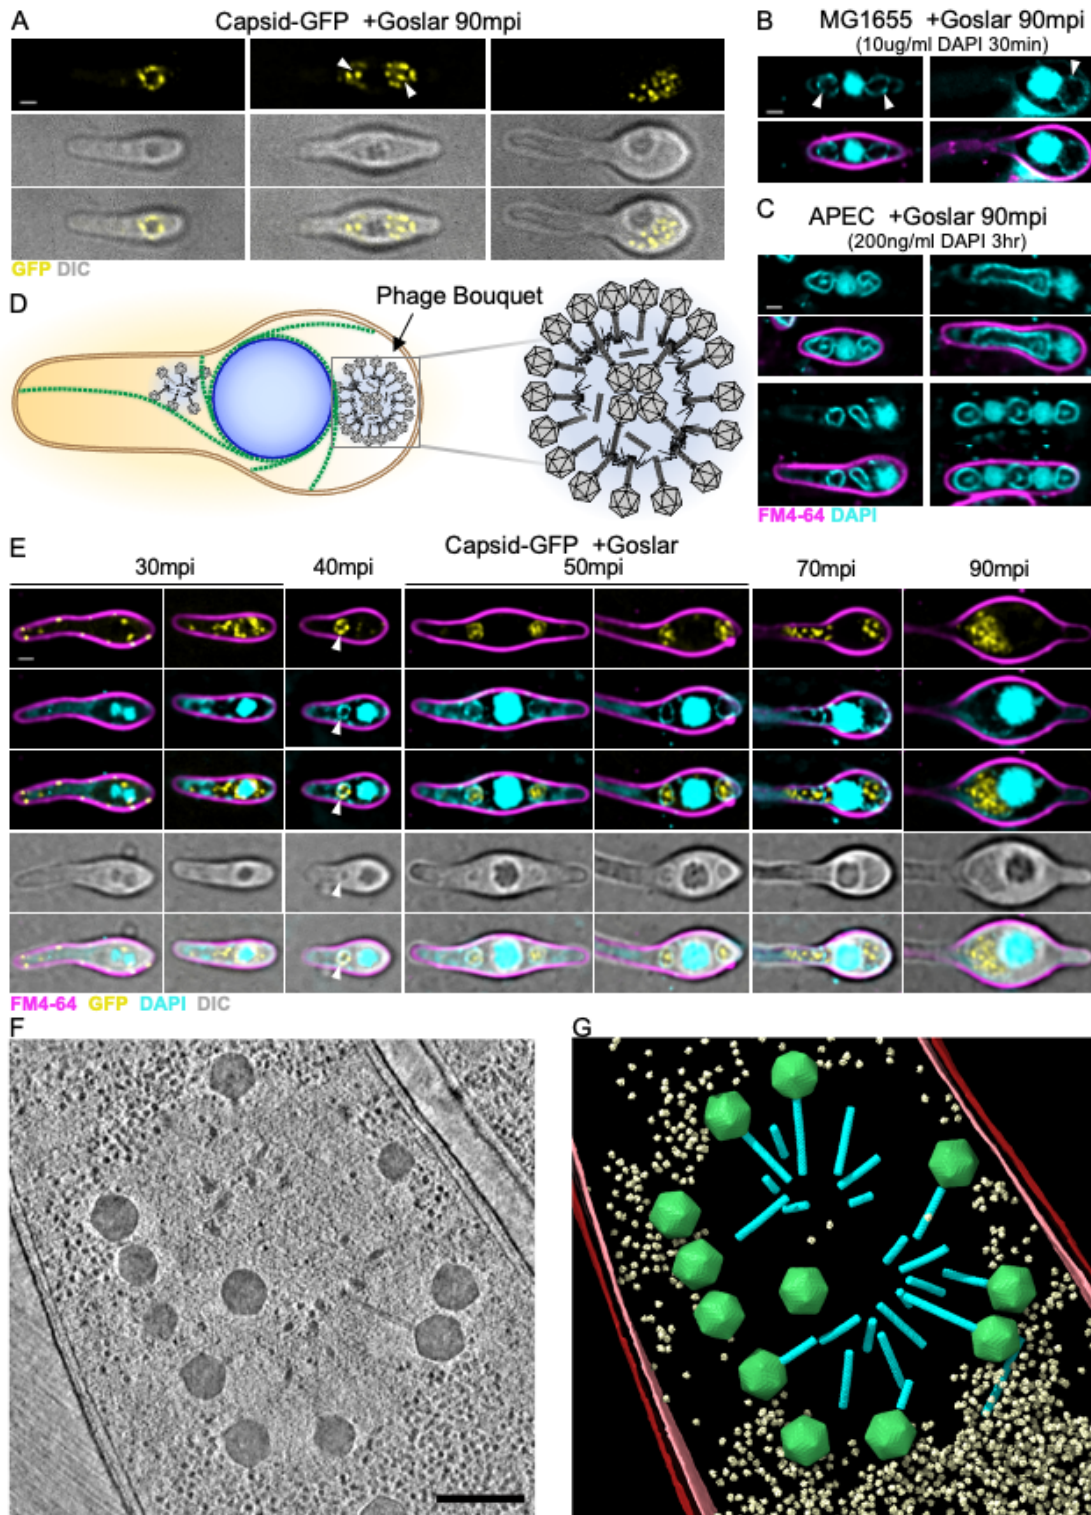 A
Capsid-GFP +Goslar 90mpi
GFP DIC
B
MG1655 +Goslar 90mpi
(10ug/ml DAPI 30min)
C
APEC +Goslar 90mpi
(200ng/ml DAPI 3hr)
FM4-64 DAPI
D
Phage Bouquet
E
Capsid-GFP +Goslar
30mpi 40mpi 50mpi 70mpi 90mpi
FM4-64 GFP DAPI DIC
F
G